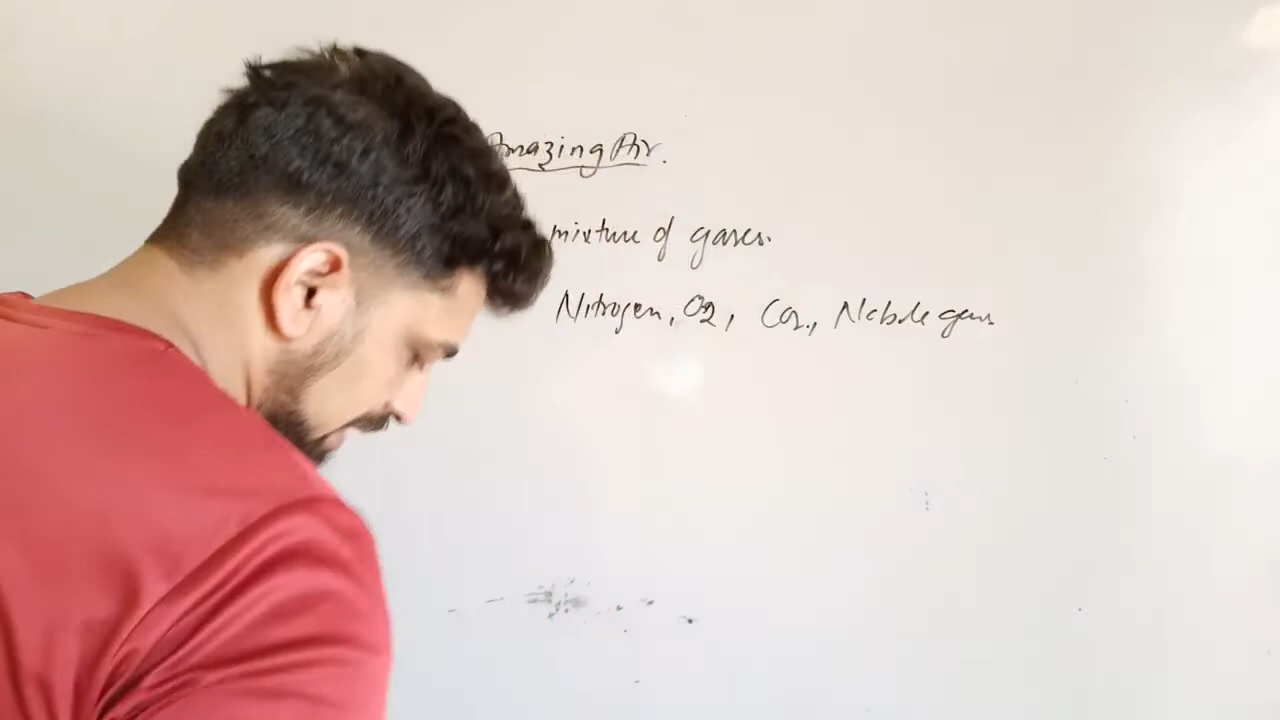 Amazing Air.
mixture of gases.
Nitrogen, O2, CO2, Noble gases